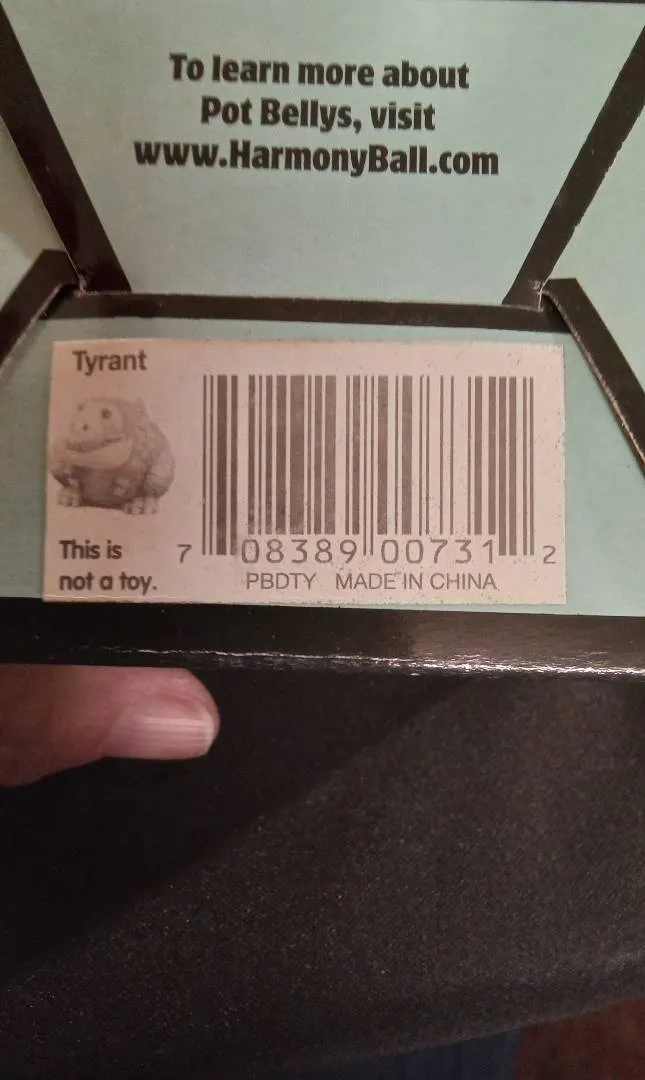 To learn more about
Pot Bellys, visit
www.HarmonyBall.com
Tyrant
This is
not a toy.
7 08389 00731 2
PBDTY MADE IN CHINA